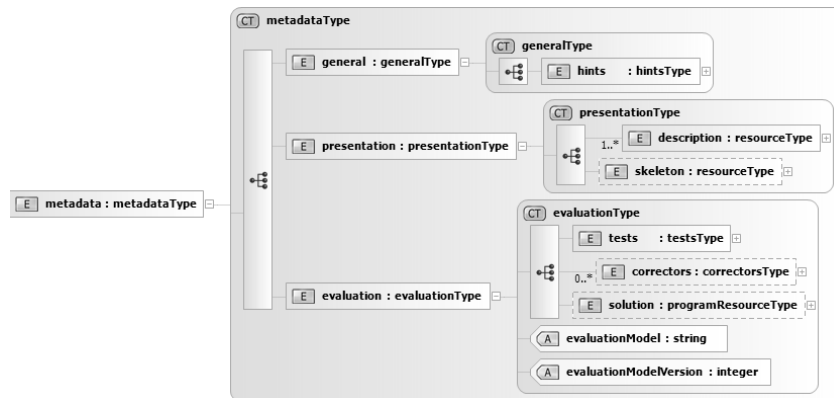 CT metadataType
CT generalType
E general : generalType
E hints : hintsType
CT presentationType
E description : resourceType
1..*
E presentation : presentationType
E skeleton : resourceType
E metadata : metadataType
CT evaluationType
E tests : testsType
E correctors : correctorsType
0..*
E evaluation : evaluationType
E solution : programResourceType
A evaluationModel : string
A evaluationModelVersion : integer